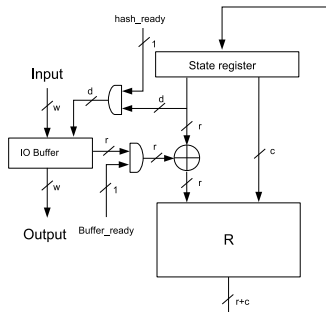 hash_ready
1
State register
Input
d
d
w
r
IO Buffer
r
r
c
w
1
r
Output
Buffer_ready
R
r+c